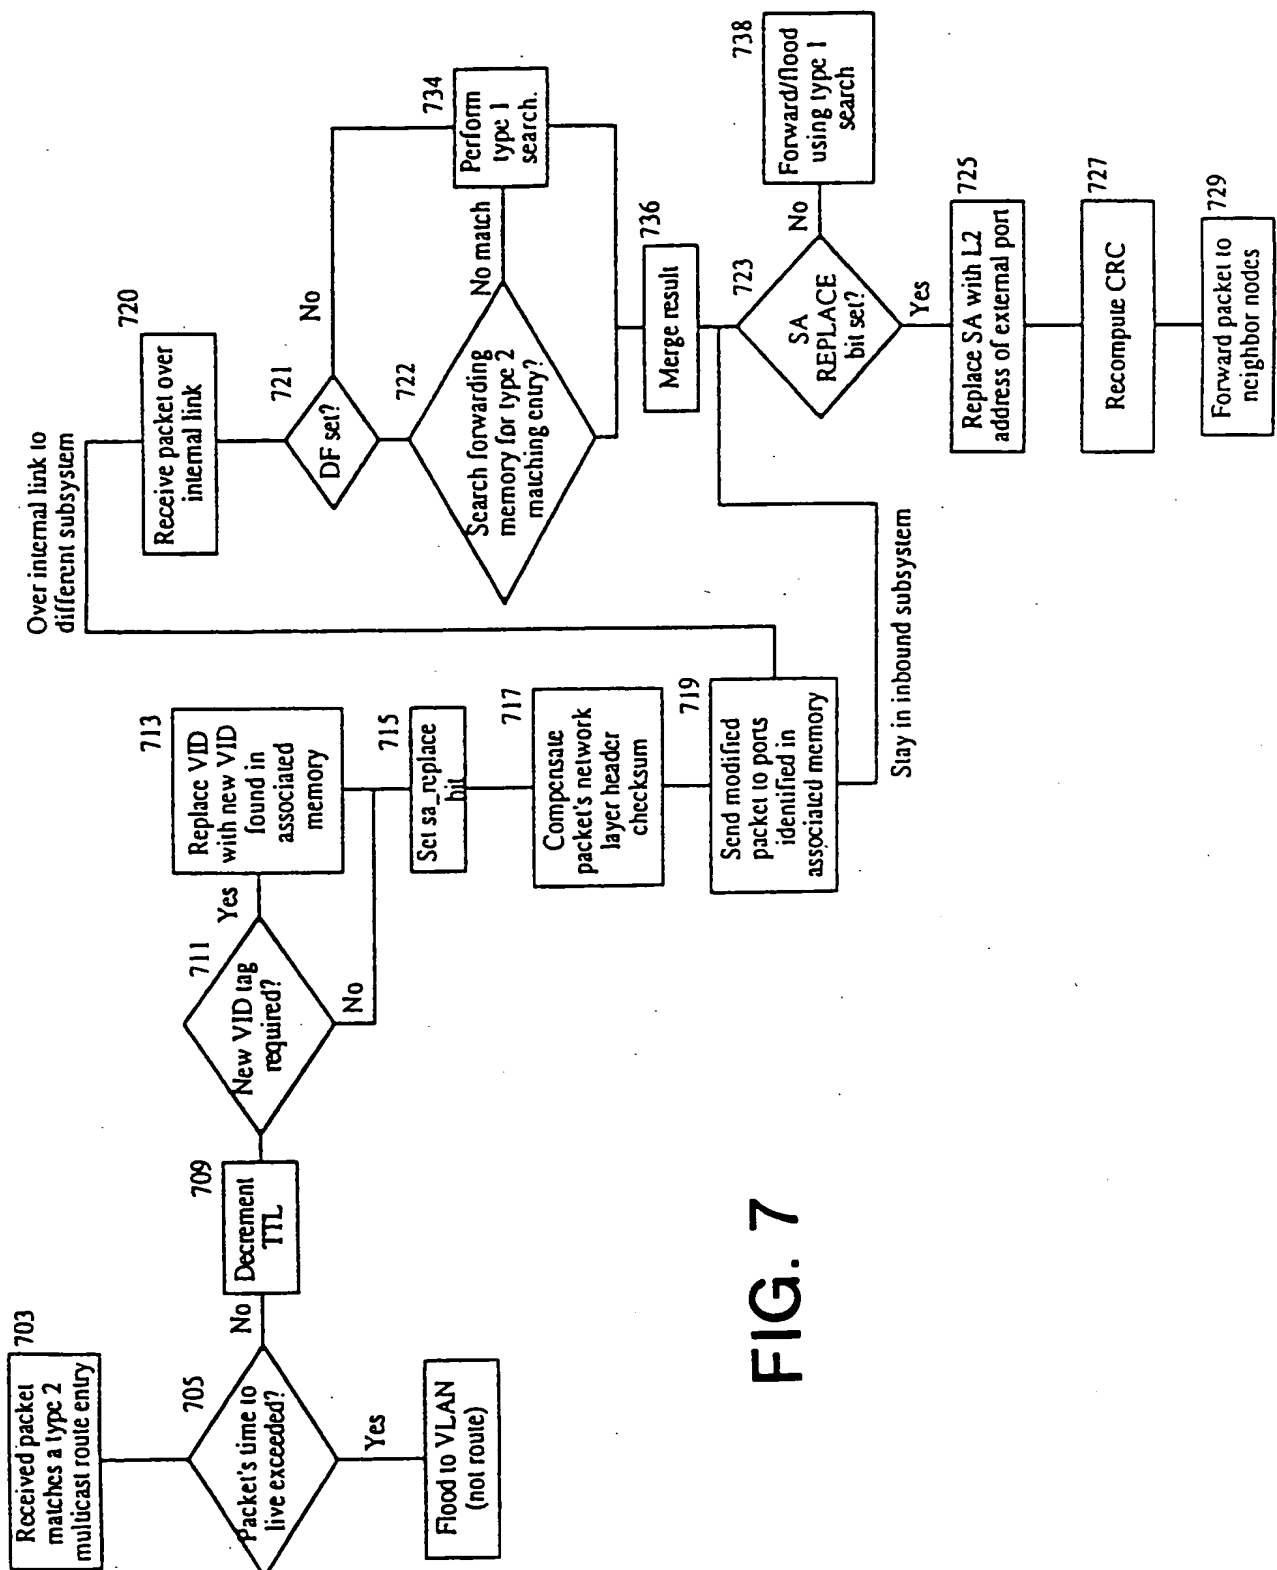 703
Received packet
matches a type 2
multicast route entry
705
Packet's time to
live exceeded?
No
Yes
Flood to VLAN
(not route)
709
Decrement
TTL
711
New VID tag
required?
Yes
No
713
Replace VID
with new VID
found in
associated
memory
715
Set sa_replace
bit
717
Compensate
packet's network
layer header
checksum
719
Send modified
packet to ports
identified in
associated memory
Over internal link to
different subsystem
Stay in inbound subsystem
720
Receive packet over
internal link
721
DF set?
No
722
Search forwarding
memory for type 2
matching entry?
No match
734
Perform
type 1
search.
736
Merge result
723
SA
REPLACE
bit set?
No
Yes
738
Forward/flood
using type 1
search
725
Replace SA with L2
address of external port
727
Recompute CRC
729
Forward packet to
neighbor nodes
FIG. 7